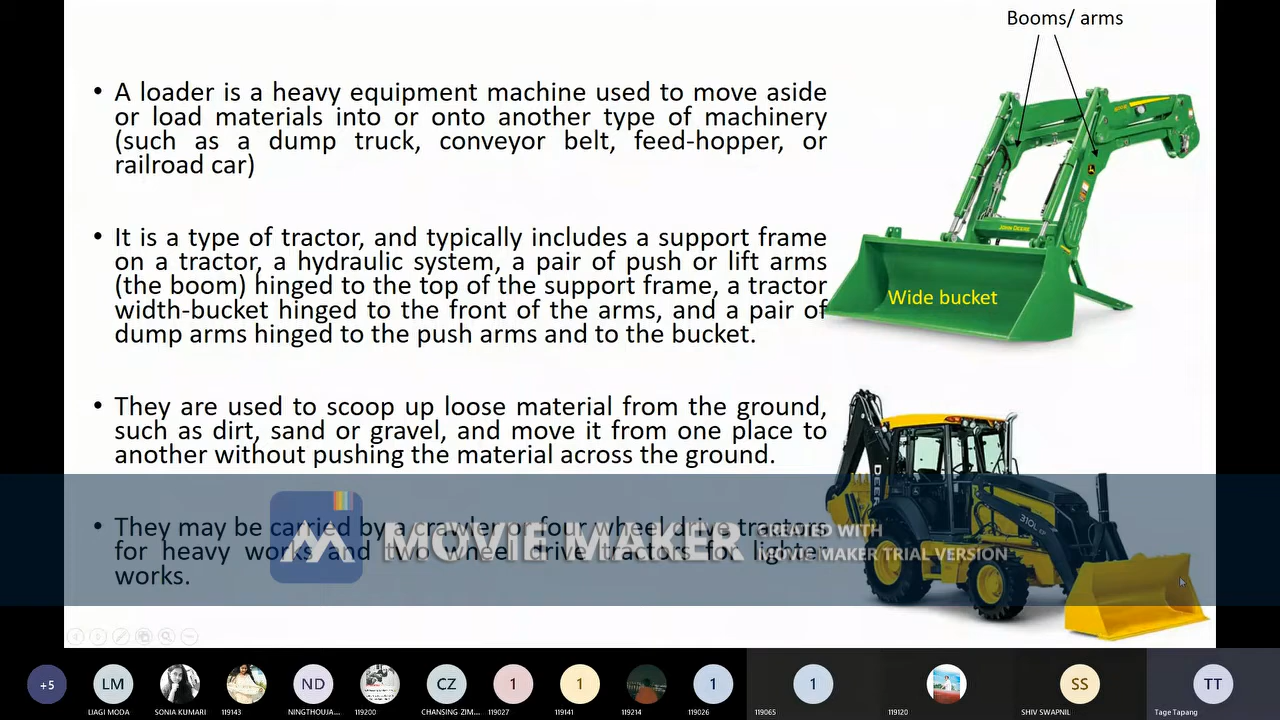 Booms/ arms
• A loader is a heavy equipment machine used to move aside
or load materials into or onto another type of machinery
(such as a dump truck, conveyor belt, feed-hopper, or
railroad car)
• It is a type of tractor, and typically includes a support frame
on a tractor, a hydraulic system, a pair of push or lift arms
(the boom) hinged to the top of the support frame, a tractor
width-bucket hinged to the front of the arms, and a pair of
dump arms hinged to the push arms and to the bucket.
JOHN DEERE
Wide bucket
• They are used to scoop up loose material from the ground,
such as dirt, sand or gravel, and move it from one place to
another without pushing the material across the ground.
DEER
310L
• They may be carried by a crawler or four wheel drive tractors
for heavy works and two wheel drive tractors for lighter
works.
MOVIE MAKER
CREATED WITH
MOVIE MAKER TRIAL VERSION
+5
LM
ND
CZ
1
1
1
1
SS
TT
LIAGI MODA
SONIA KUMARI
119143
NINGTHOUJA...
119200
CHANSING ZIM...
119027
119141
119214
119026
119065
119120
SHIV SWAPNIL
Tage Tapang